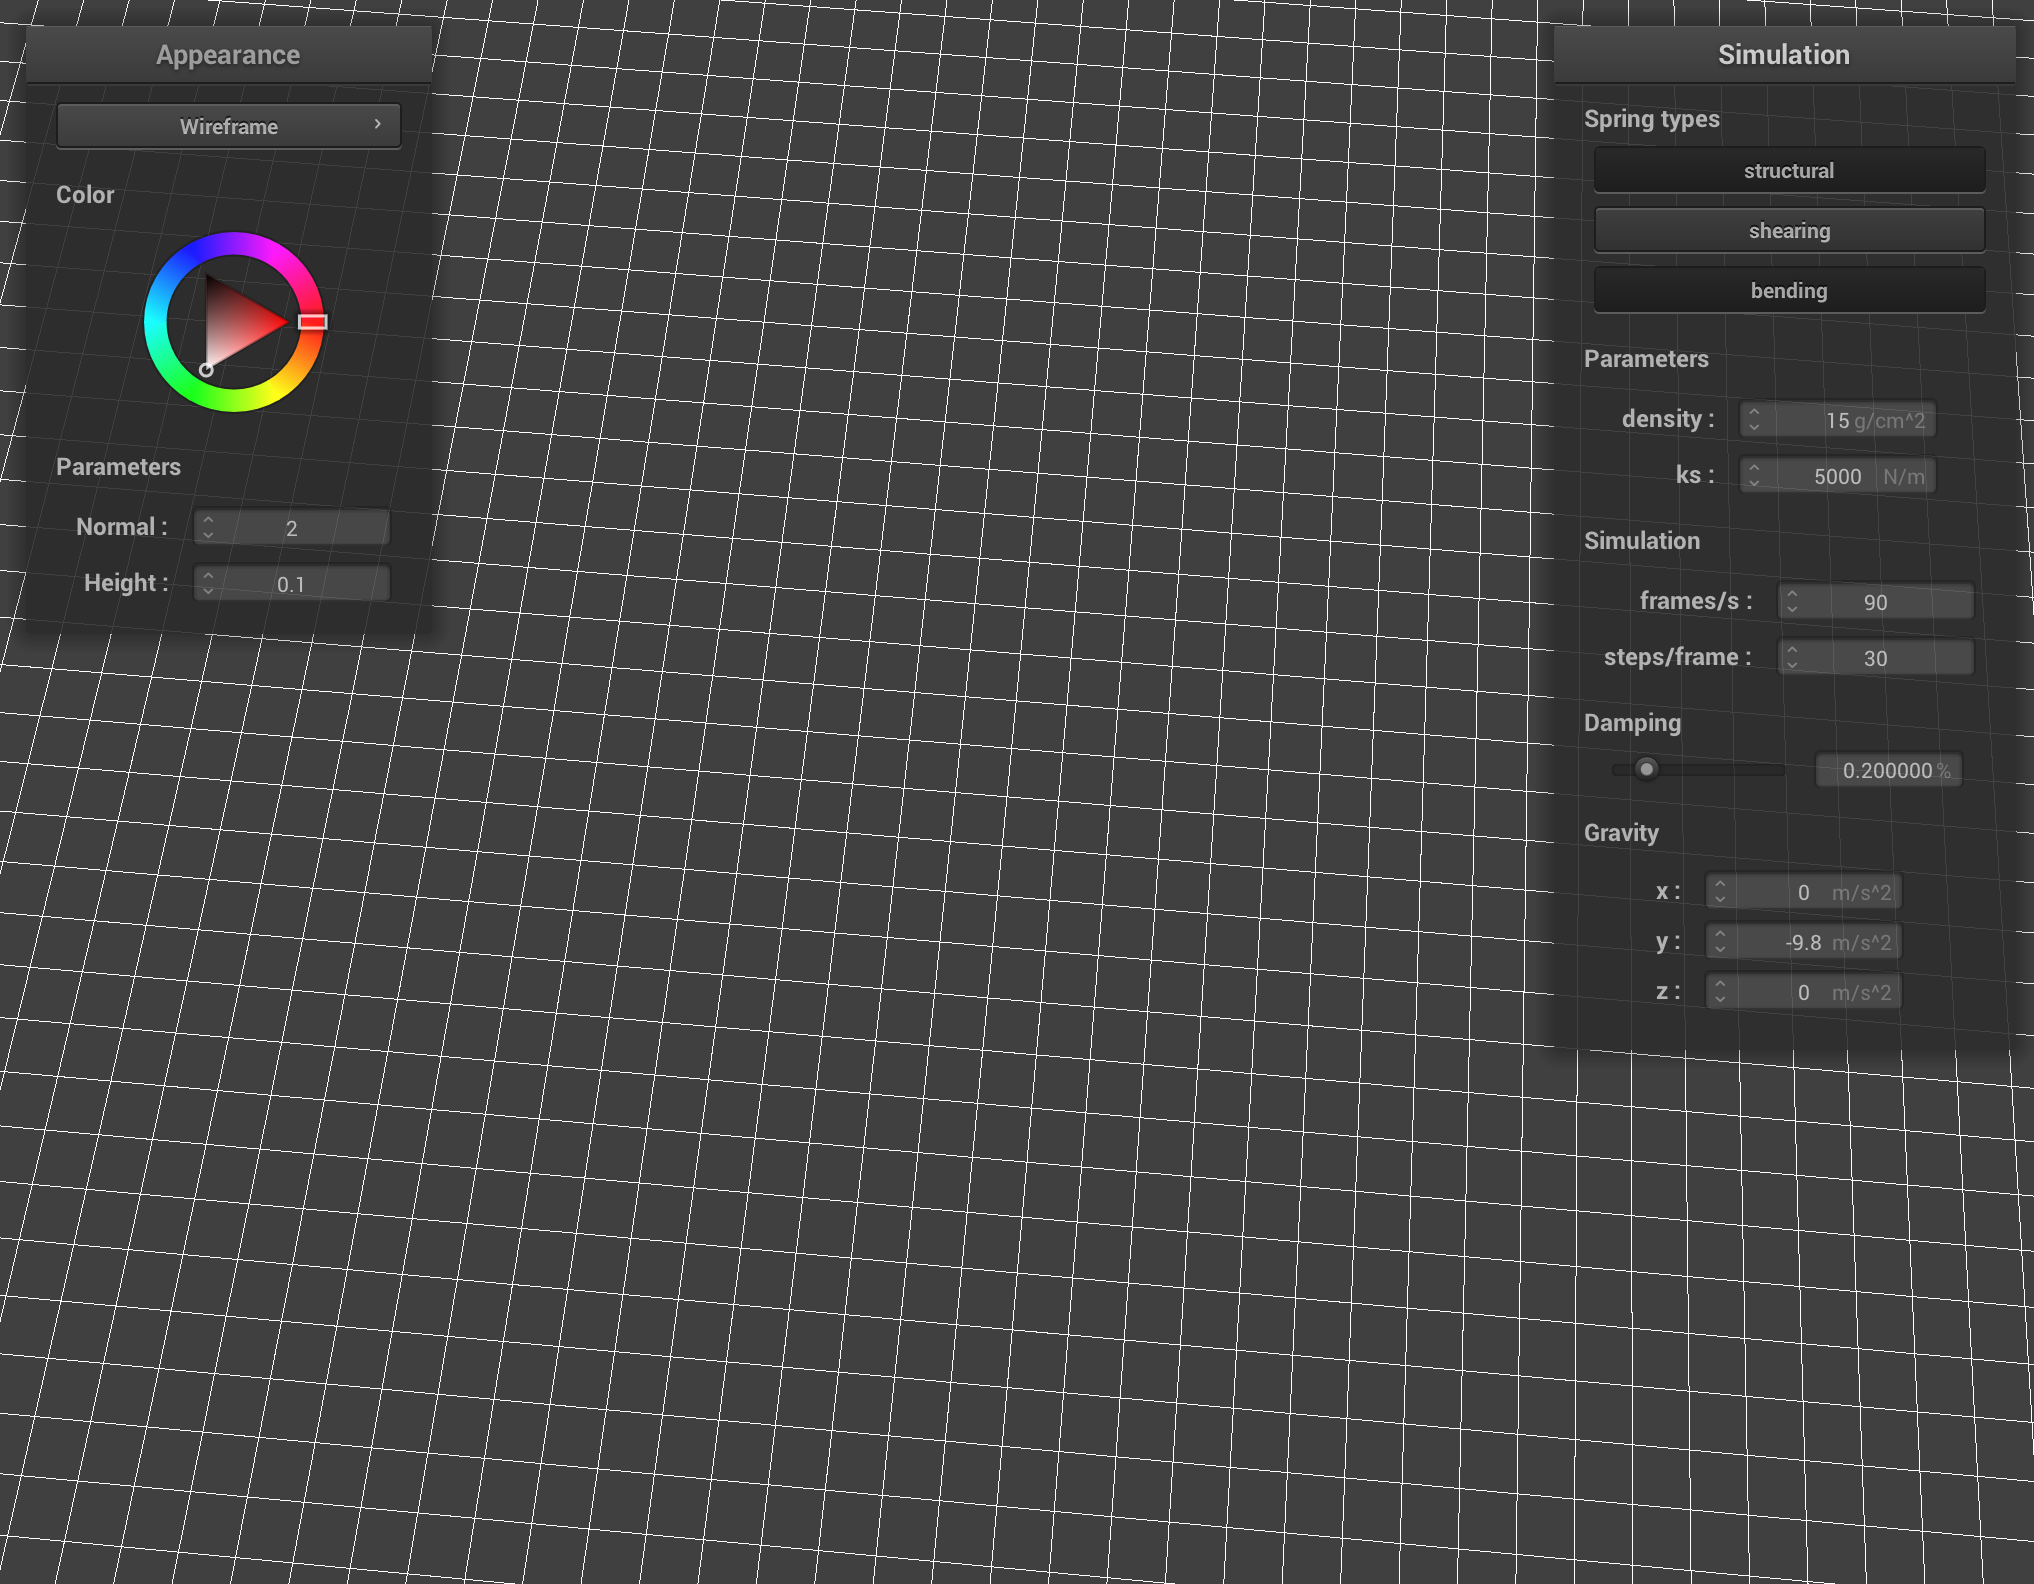 Appearance
Wireframe
Color
Parameters
Normal : 2
Height : 0.1
Simulation
Spring types
structural
shearing
bending
Parameters
density : 15 g/cm^2
ks : 5000 N/m
Simulation
frames/s : 90
steps/frame : 30
Damping
0.200000 %
Gravity
x : 0 m/s^2
y : -9.8 m/s^2
z : 0 m/s^2